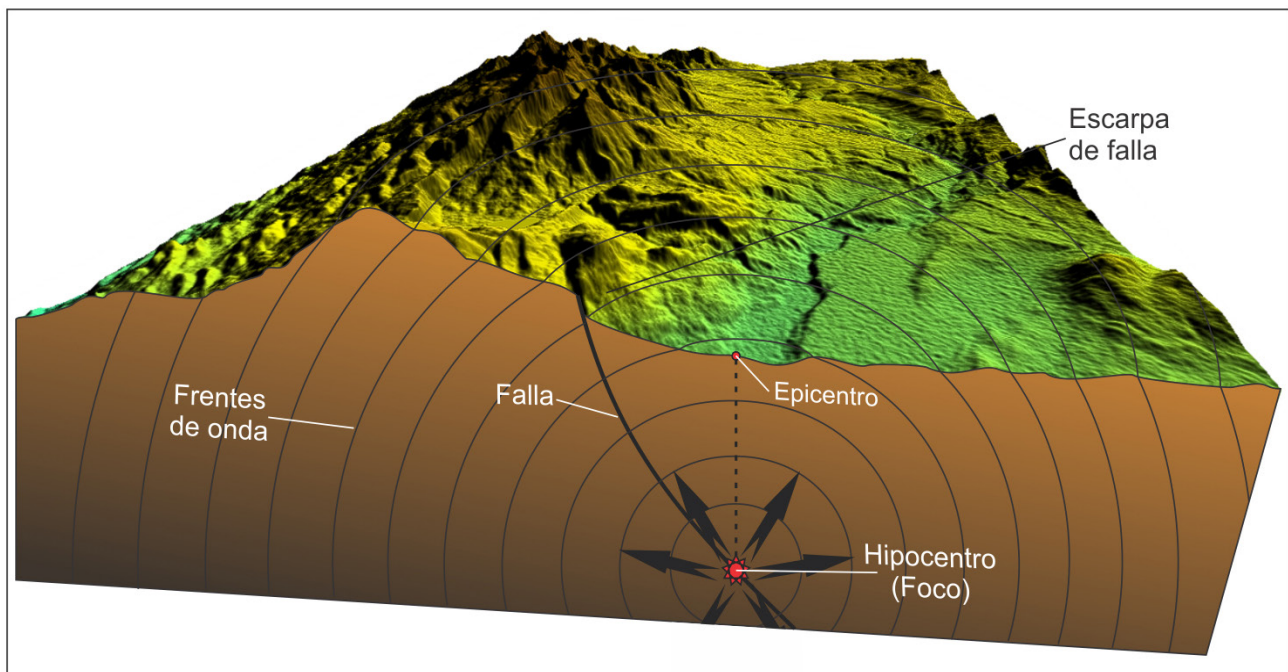 Escarpa
de falla
Frentes
de onda
Falla
Epicentro
Hipocentro
(Foco)